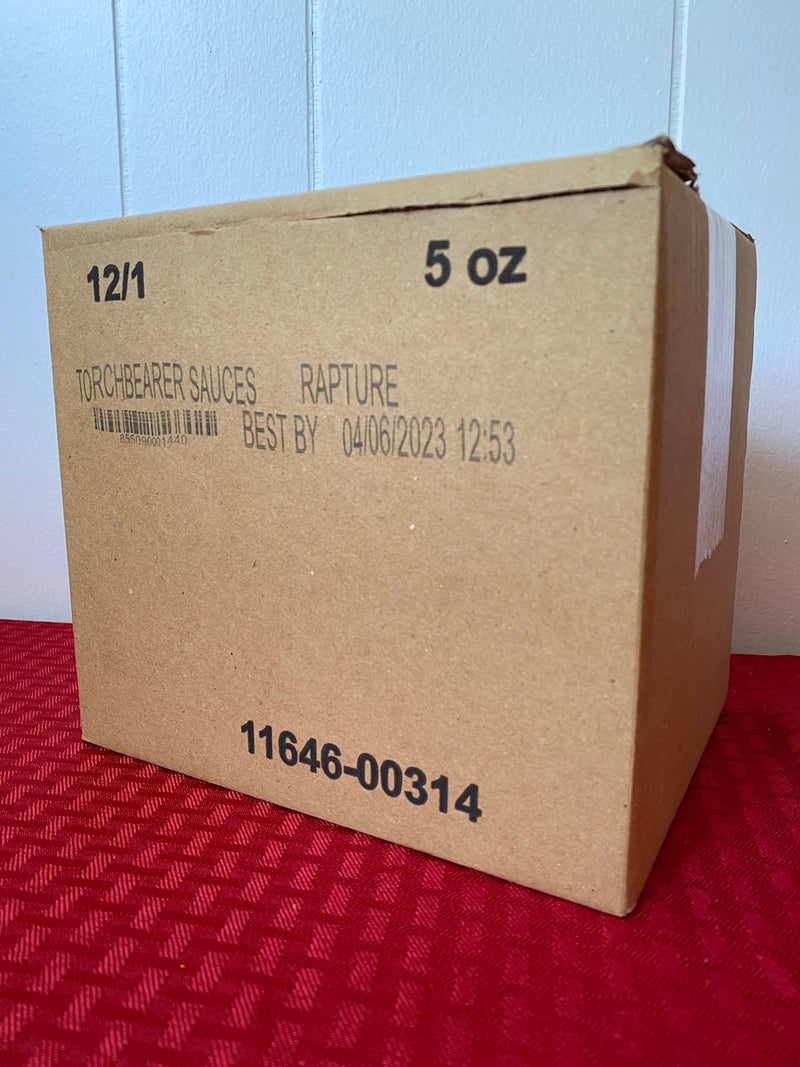 12/1 5 oz
TORCHBEARER SAUCES RAPTURE
855090001440 BEST BY 04/06/2023 12:53
11646-00314